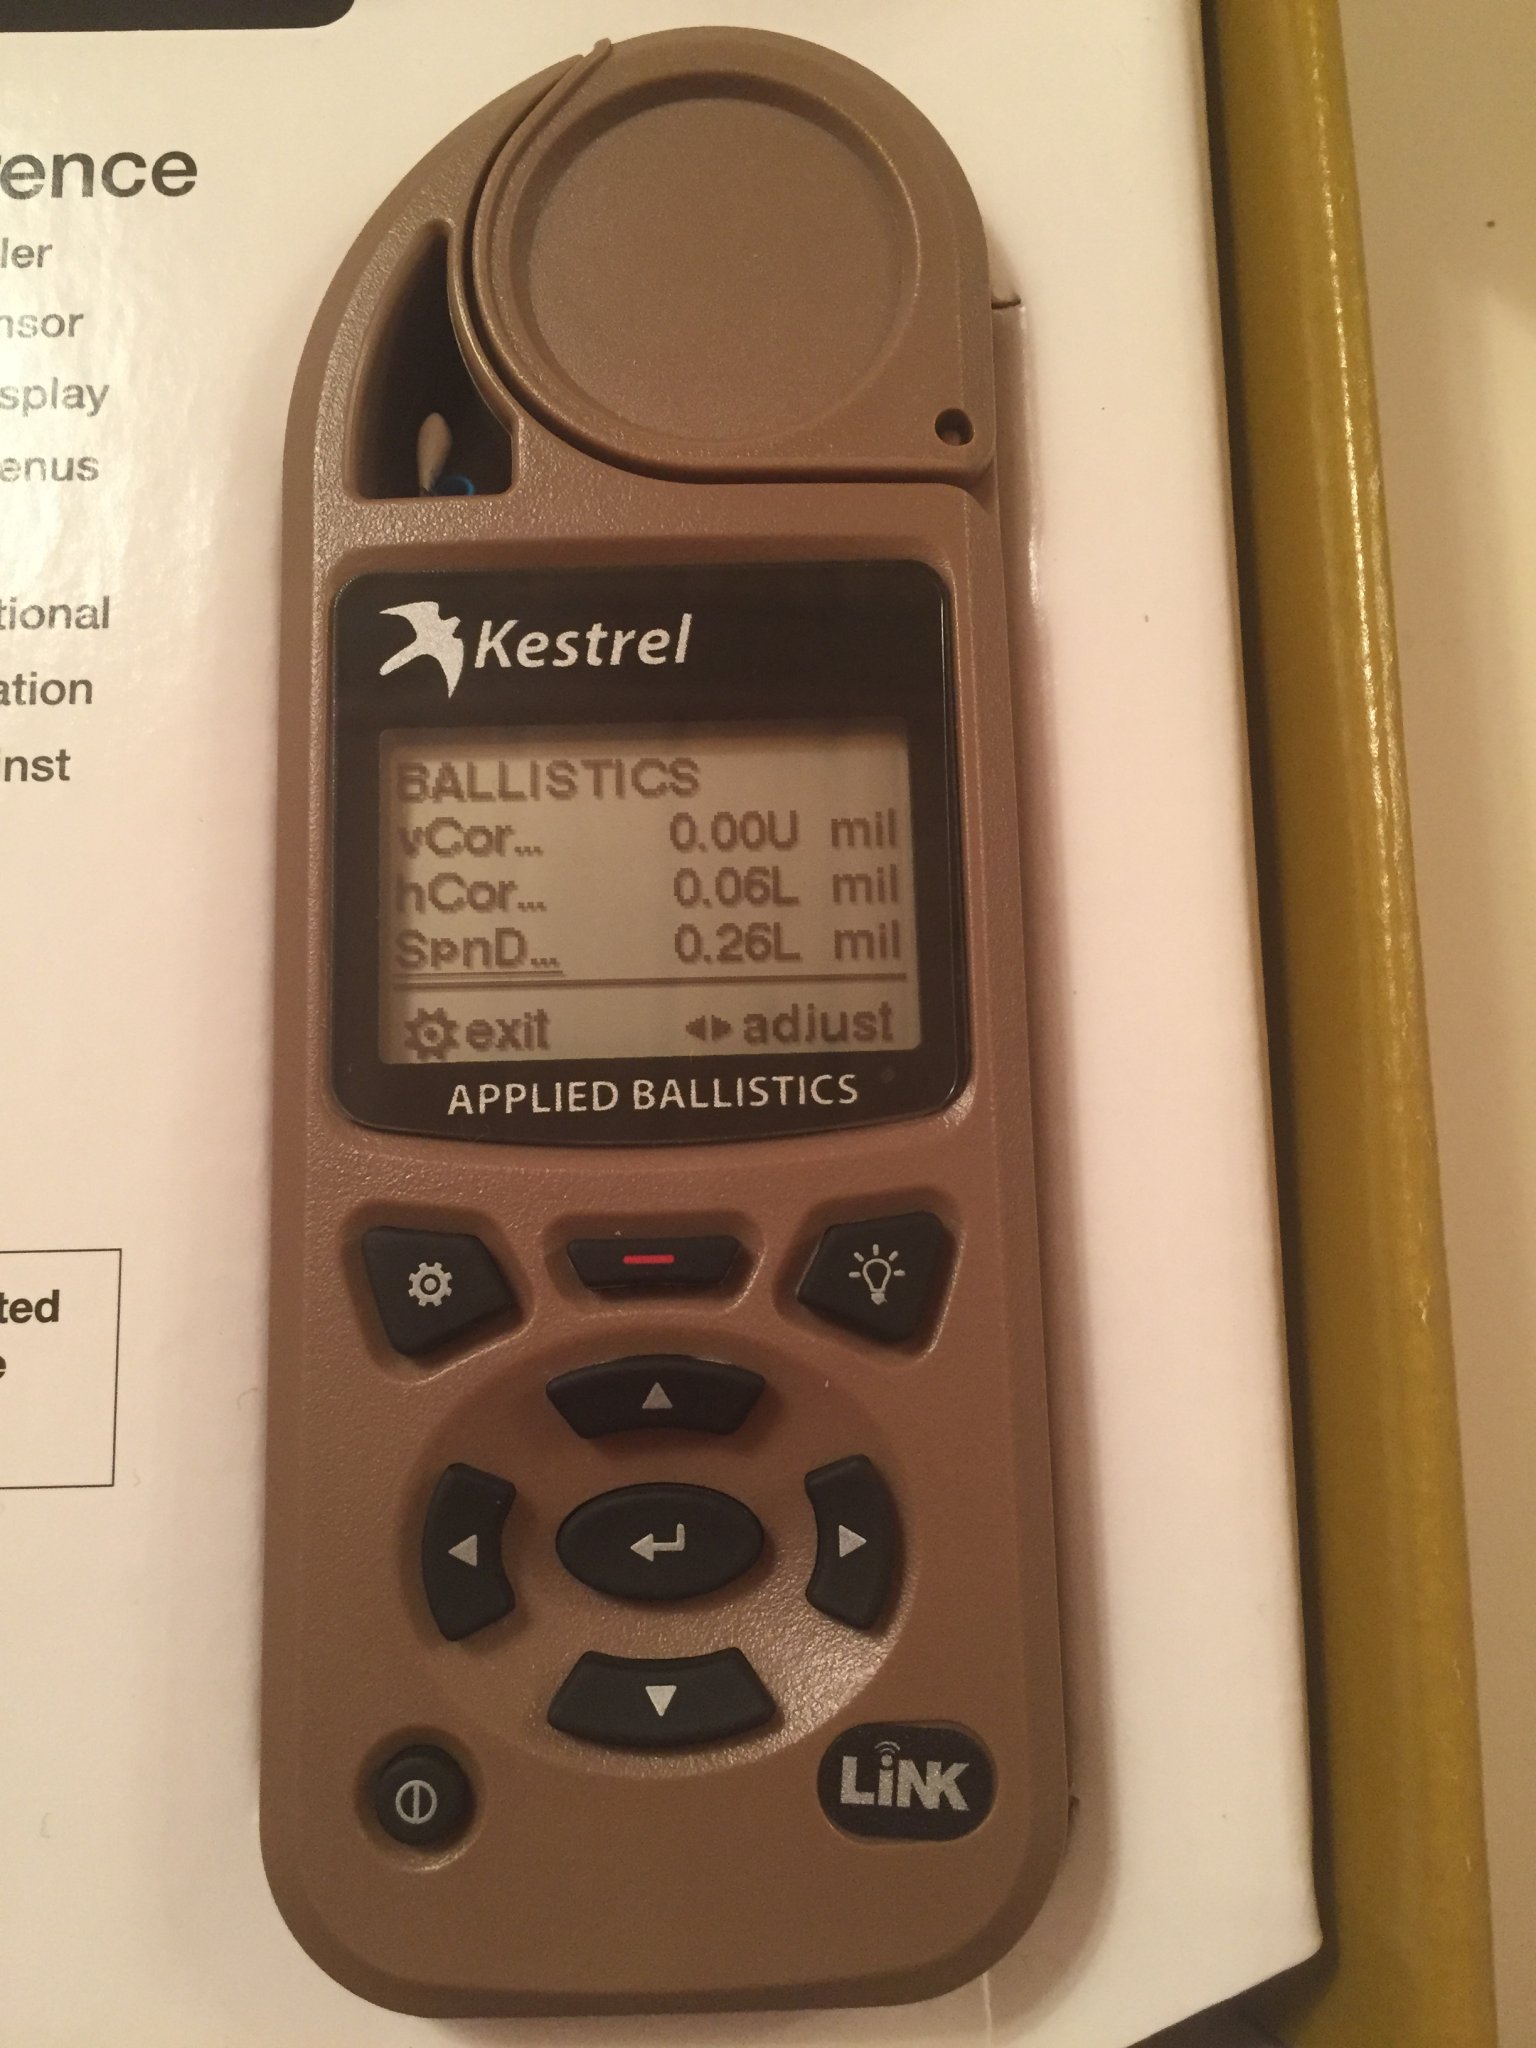 ence
ler
nsor
splay
enus
tional
ation
inst
ted
e
Kestrel
BALLISTICS
vCor... 0.00U mil
hCor... 0.06L mil
SpnD... 0.26L mil
exit adjust
APPLIED BALLISTICS
LiNK